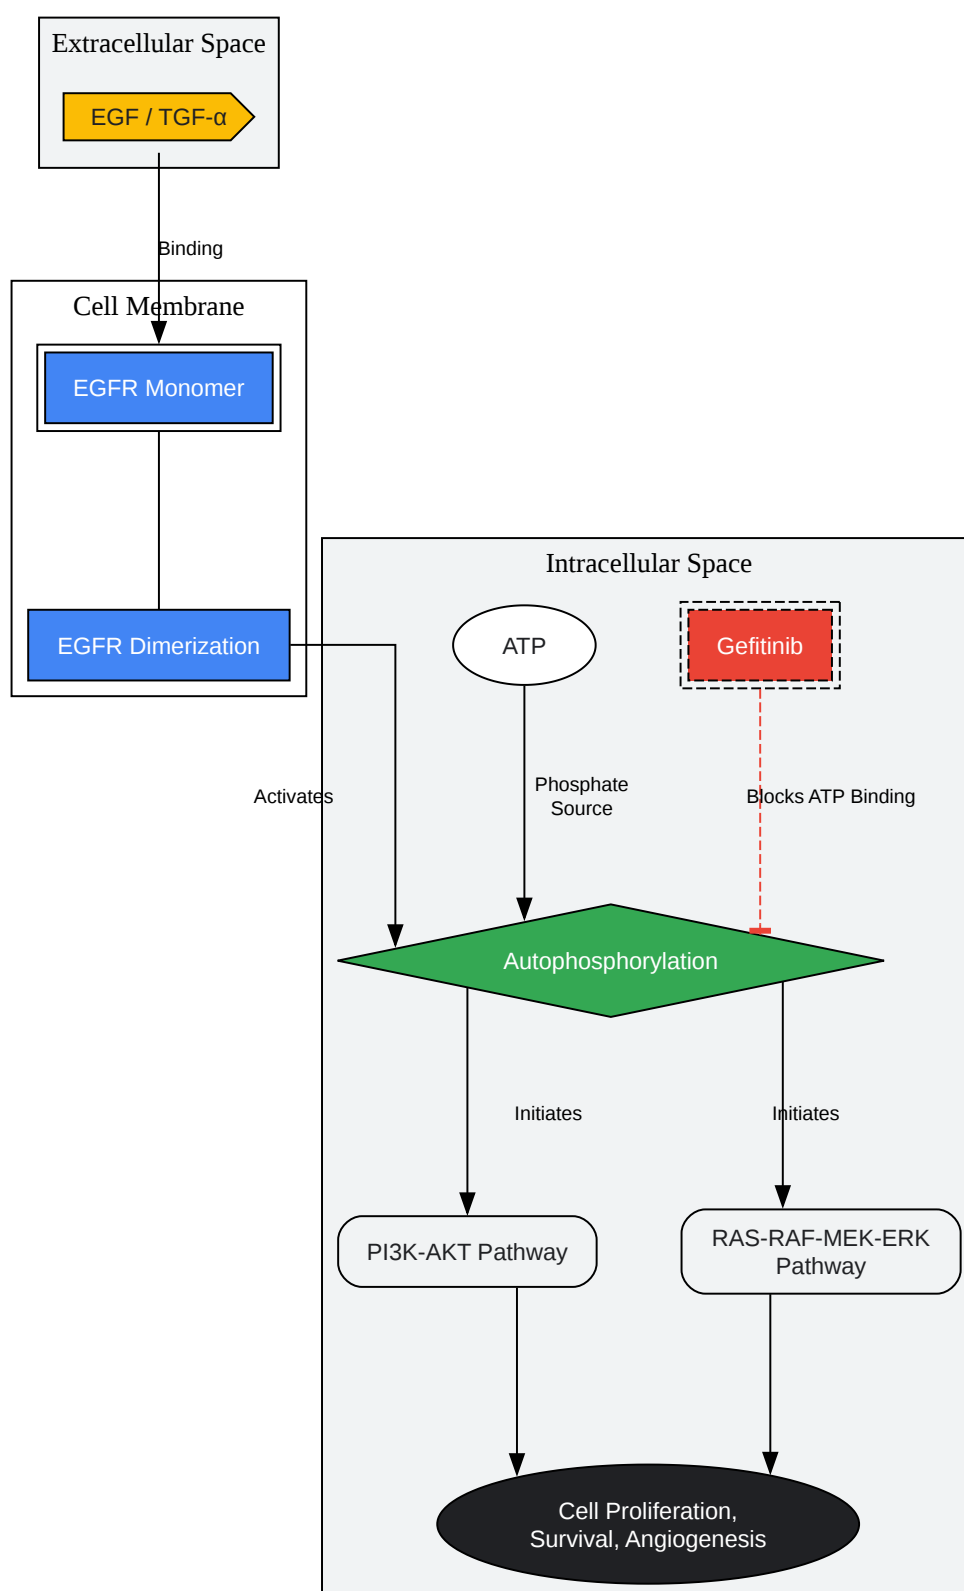 Extracellular Space
EGF / TGF-α
Binding
Cell Membrane
EGFR Monomer
EGFR Dimerization
Intracellular Space
ATP
Gefitinib
Activates
Phosphate
Source
Blocks ATP Binding
Autophosphorylation
Initiates
Initiates
PI3K-AKT Pathway
RAS-RAF-MEK-ERK
Pathway
Cell Proliferation,
Survival, Angiogenesis